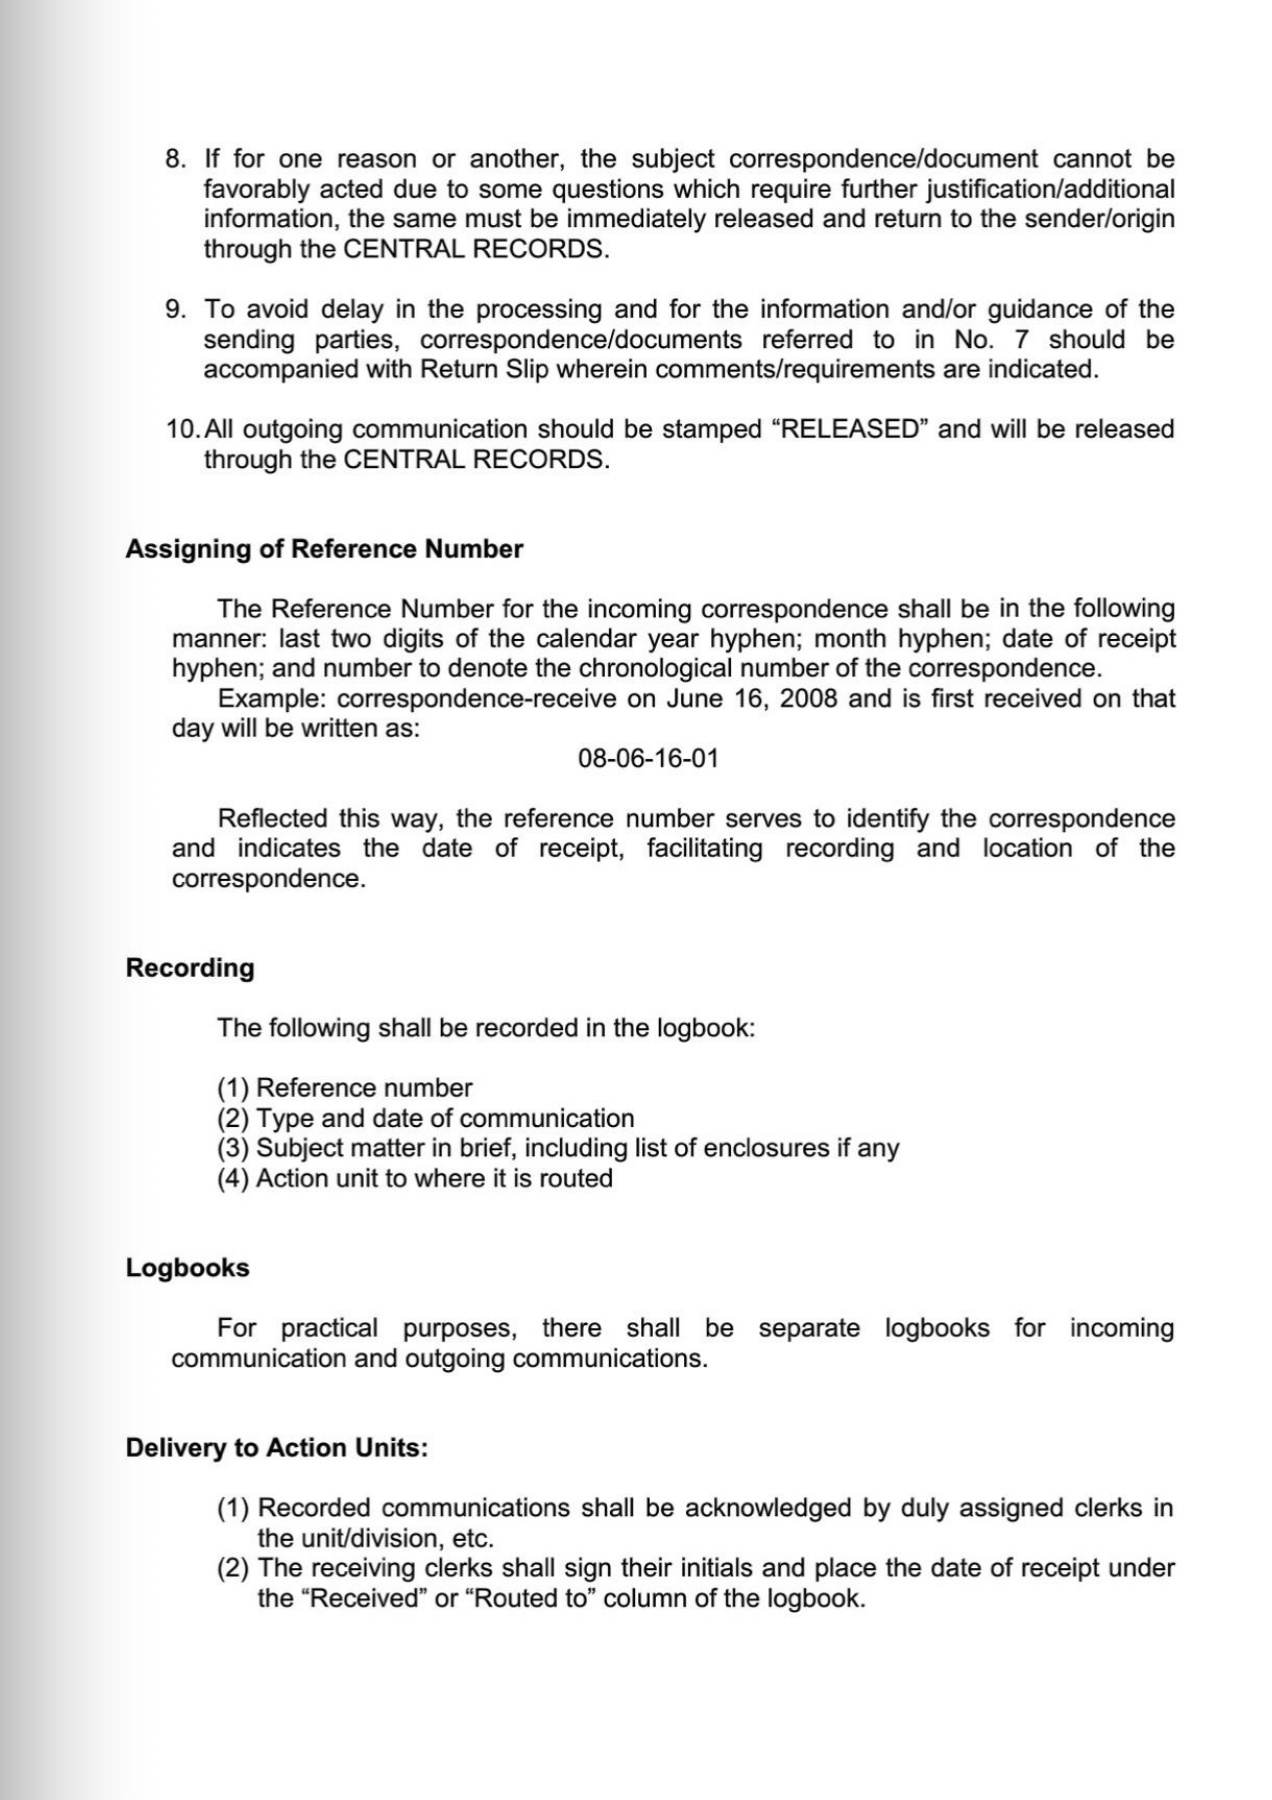 8. If for one reason or another, the subject correspondence/document cannot be
favorably acted due to some questions which require further justification/additional
information, the same must be immediately released and return to the sender/origin
through the CENTRAL RECORDS.
9. To avoid delay in the processing and for the information and/or guidance of the
sending parties, correspondence/documents referred to in No. 7 should be
accompanied with Return Slip wherein comments/requirements are indicated.
10. All outgoing communication should be stamped “RELEASED” and will be released
through the CENTRAL RECORDS.
Assigning of Reference Number
The Reference Number for the incoming correspondence shall be in the following
manner: last two digits of the calendar year hyphen; month hyphen; date of receipt
hyphen; and number to denote the chronological number of the correspondence.
Example: correspondence-receive on June 16, 2008 and is first received on that
day will be written as:
08-06-16-01
Reflected this way, the reference number serves to identify the correspondence
and indicates the date of receipt, facilitating recording and location of the
correspondence.
Recording
The following shall be recorded in the logbook:
(1) Reference number
(2) Type and date of communication
(3) Subject matter in brief, including list of enclosures if any
(4) Action unit to where it is routed
Logbooks
For practical purposes, there shall be separate logbooks for incoming
communication and outgoing communications.
Delivery to Action Units:
(1) Recorded communications shall be acknowledged by duly assigned clerks in
the unit/division, etc.
(2) The receiving clerks shall sign their initials and place the date of receipt under
the “Received” or “Routed to” column of the logbook.